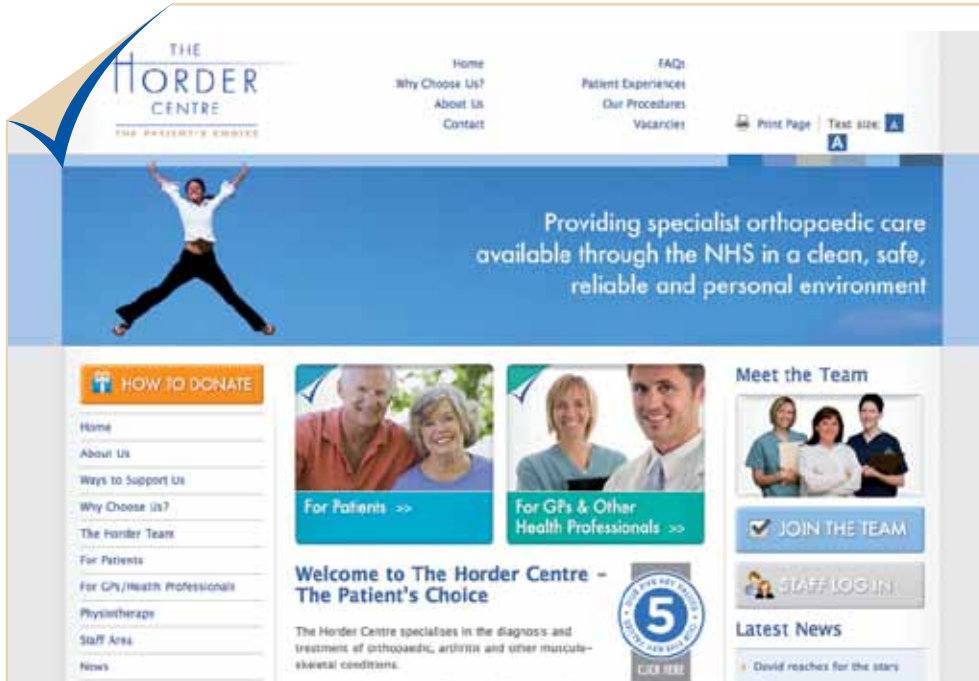 THE
HORDER
CENTRE
THE PATIENT'S CHOICE
Home
Why Choose Us?
About Us
Contact
FAQs
Patient Experiences
Our Procedures
Vacancies
Print Page | Text size: A
A
Providing specialist orthopaedic care
available through the NHS in a clean, safe,
reliable and personal environment
HOW TO DONATE
Home
About Us
Ways to Support Us
Why Choose Us?
The Horder Team
For Patients
For GPs/Health Professionals
Physiotherapy
Staff Area
News
For Patients >>
For GPs & Other
Health Professionals >>
Welcome to The Horder Centre –
The Patient's Choice
The Horder Centre specialises in the diagnosis and
treatment of orthopaedic, arthritis and other musculo-
skeletal conditions.
OUR FIVE KEY VALUES
5
CLICK HERE
Meet the Team
JOIN THE TEAM
STAFF LOG IN
Latest News
David reaches for the stars